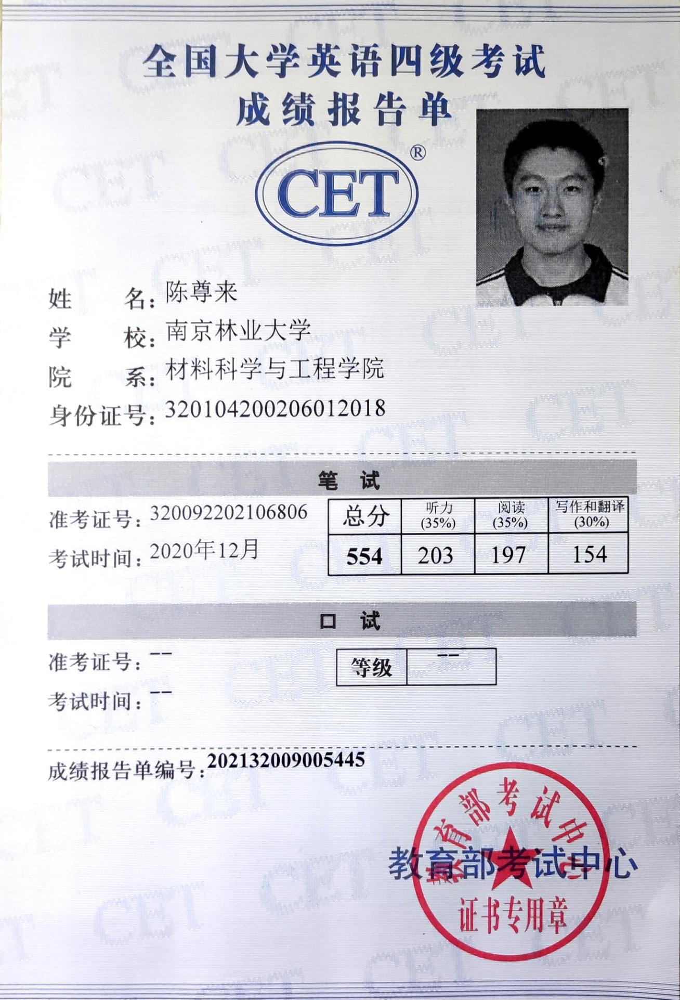 全国大学英语四级考试
成绩报告单
CET®
姓名：陈尊来
学校：南京林业大学
院系：材料科学与工程学院
身份证号：320104200206012018
笔试
准考证号：320092202106806
考试时间：2020年12月
总分 听力(35%) 阅读(35%) 写作和翻译(30%)
554 203 197 154
口试
准考证号：--
考试时间：--
等级 --
成绩报告单编号：202132009005445
教育部考试中心
教育部考试中心
证书专用章